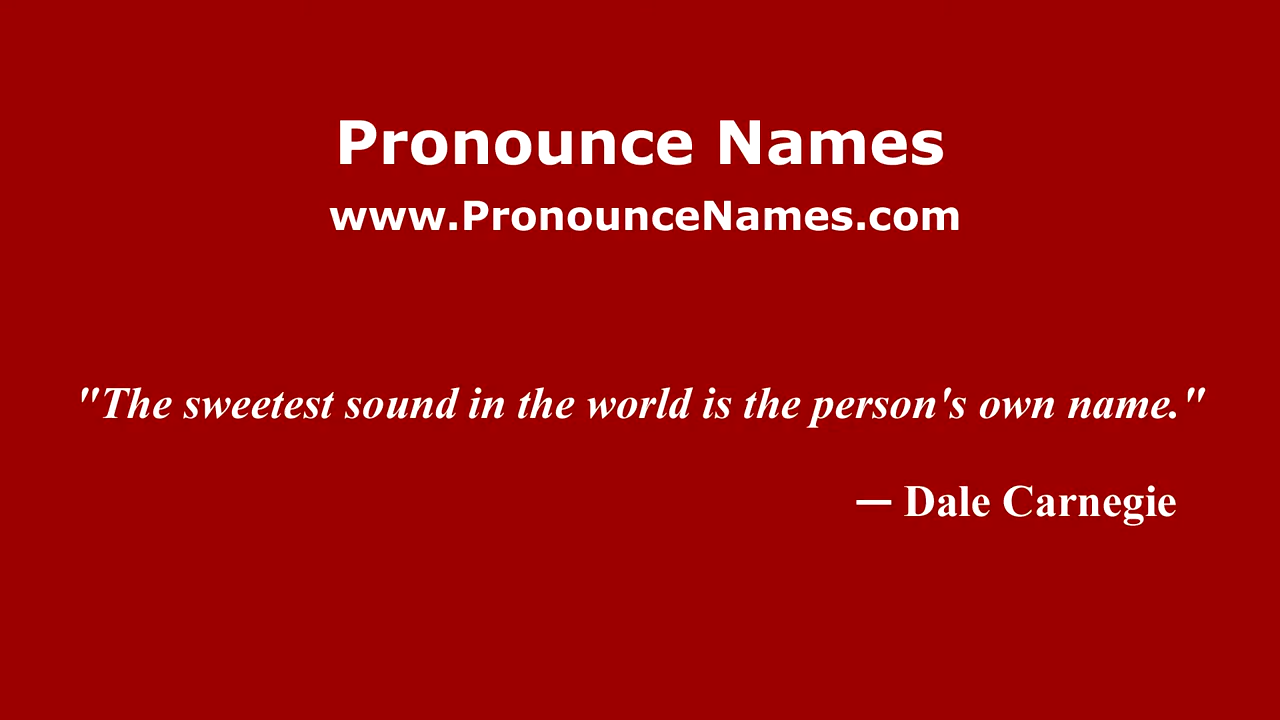 Pronounce Names
www.PronounceNames.com
"The sweetest sound in the world is the person's own name."
— Dale Carnegie